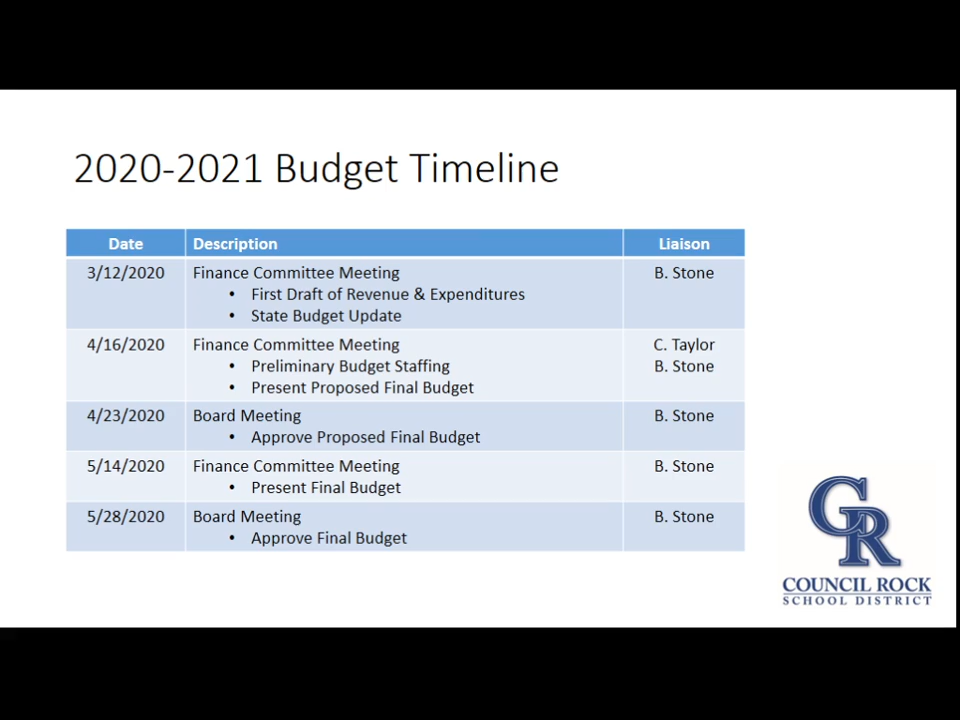 2020-2021 Budget Timeline
Date Description Liaison
3/12/2020 Finance Committee Meeting B. Stone
• First Draft of Revenue & Expenditures
• State Budget Update
4/16/2020 Finance Committee Meeting C. Taylor
• Preliminary Budget Staffing B. Stone
• Present Proposed Final Budget
4/23/2020 Board Meeting B. Stone
• Approve Proposed Final Budget
5/14/2020 Finance Committee Meeting B. Stone
• Present Final Budget
5/28/2020 Board Meeting B. Stone
• Approve Final Budget
CR
COUNCIL ROCK
SCHOOL DISTRICT